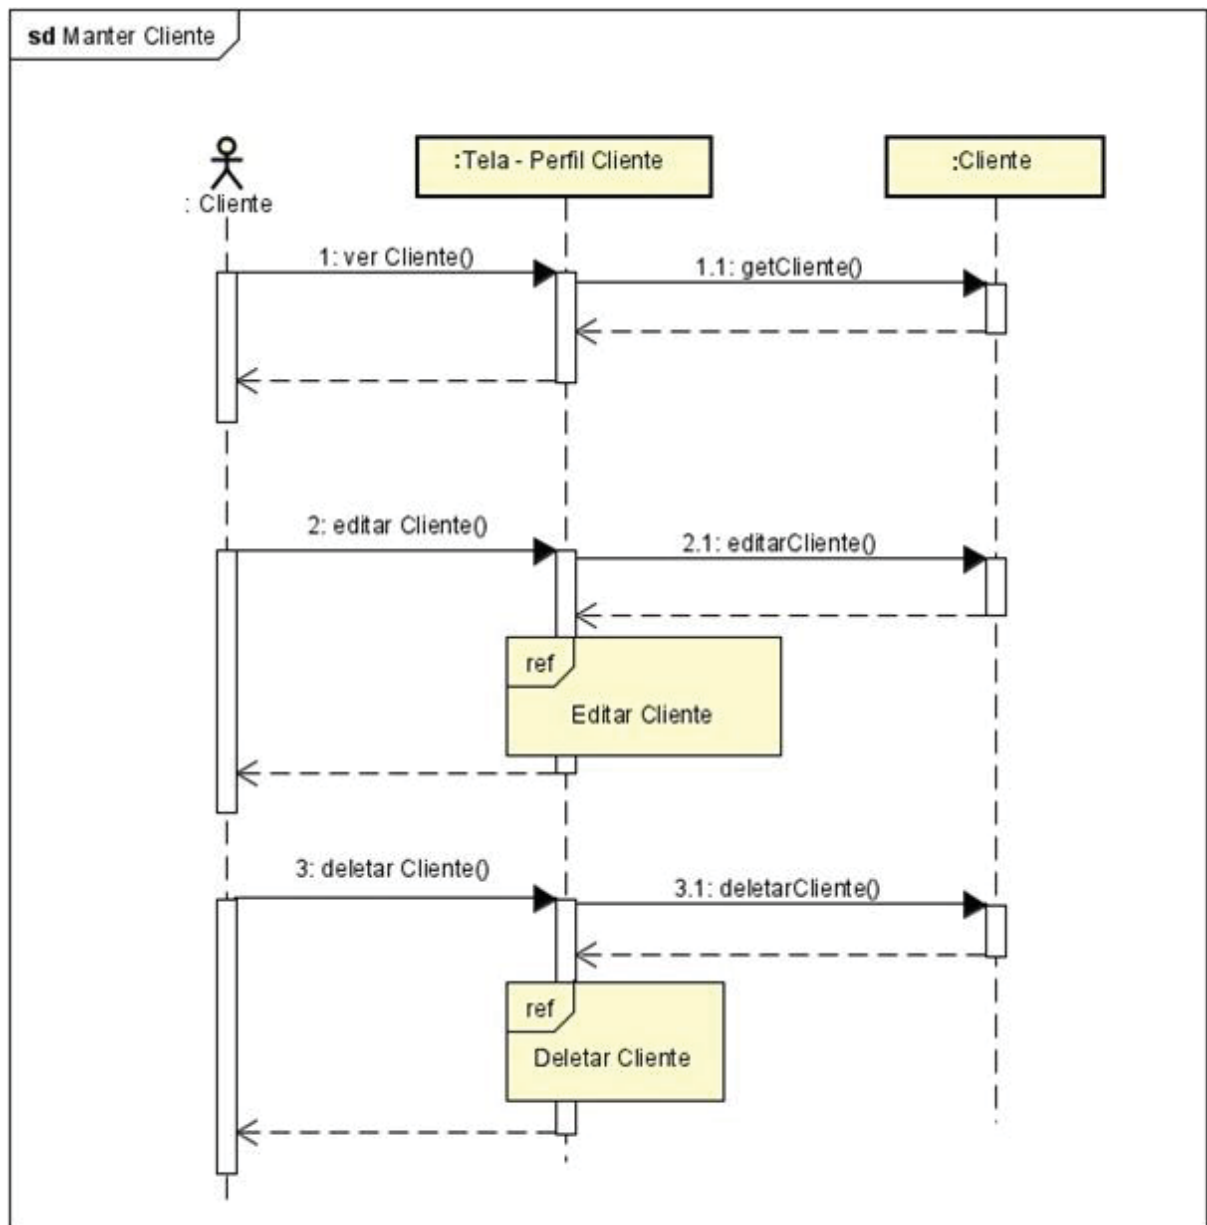 sd Manter Cliente
: Cliente
:Tela - Perfil Cliente
:Cliente
1: ver Cliente()
1.1: getCliente()
2: editar Cliente()
2.1: editarCliente()
ref
Editar Cliente
3: deletar Cliente()
3.1: deletarCliente()
ref
Deletar Cliente